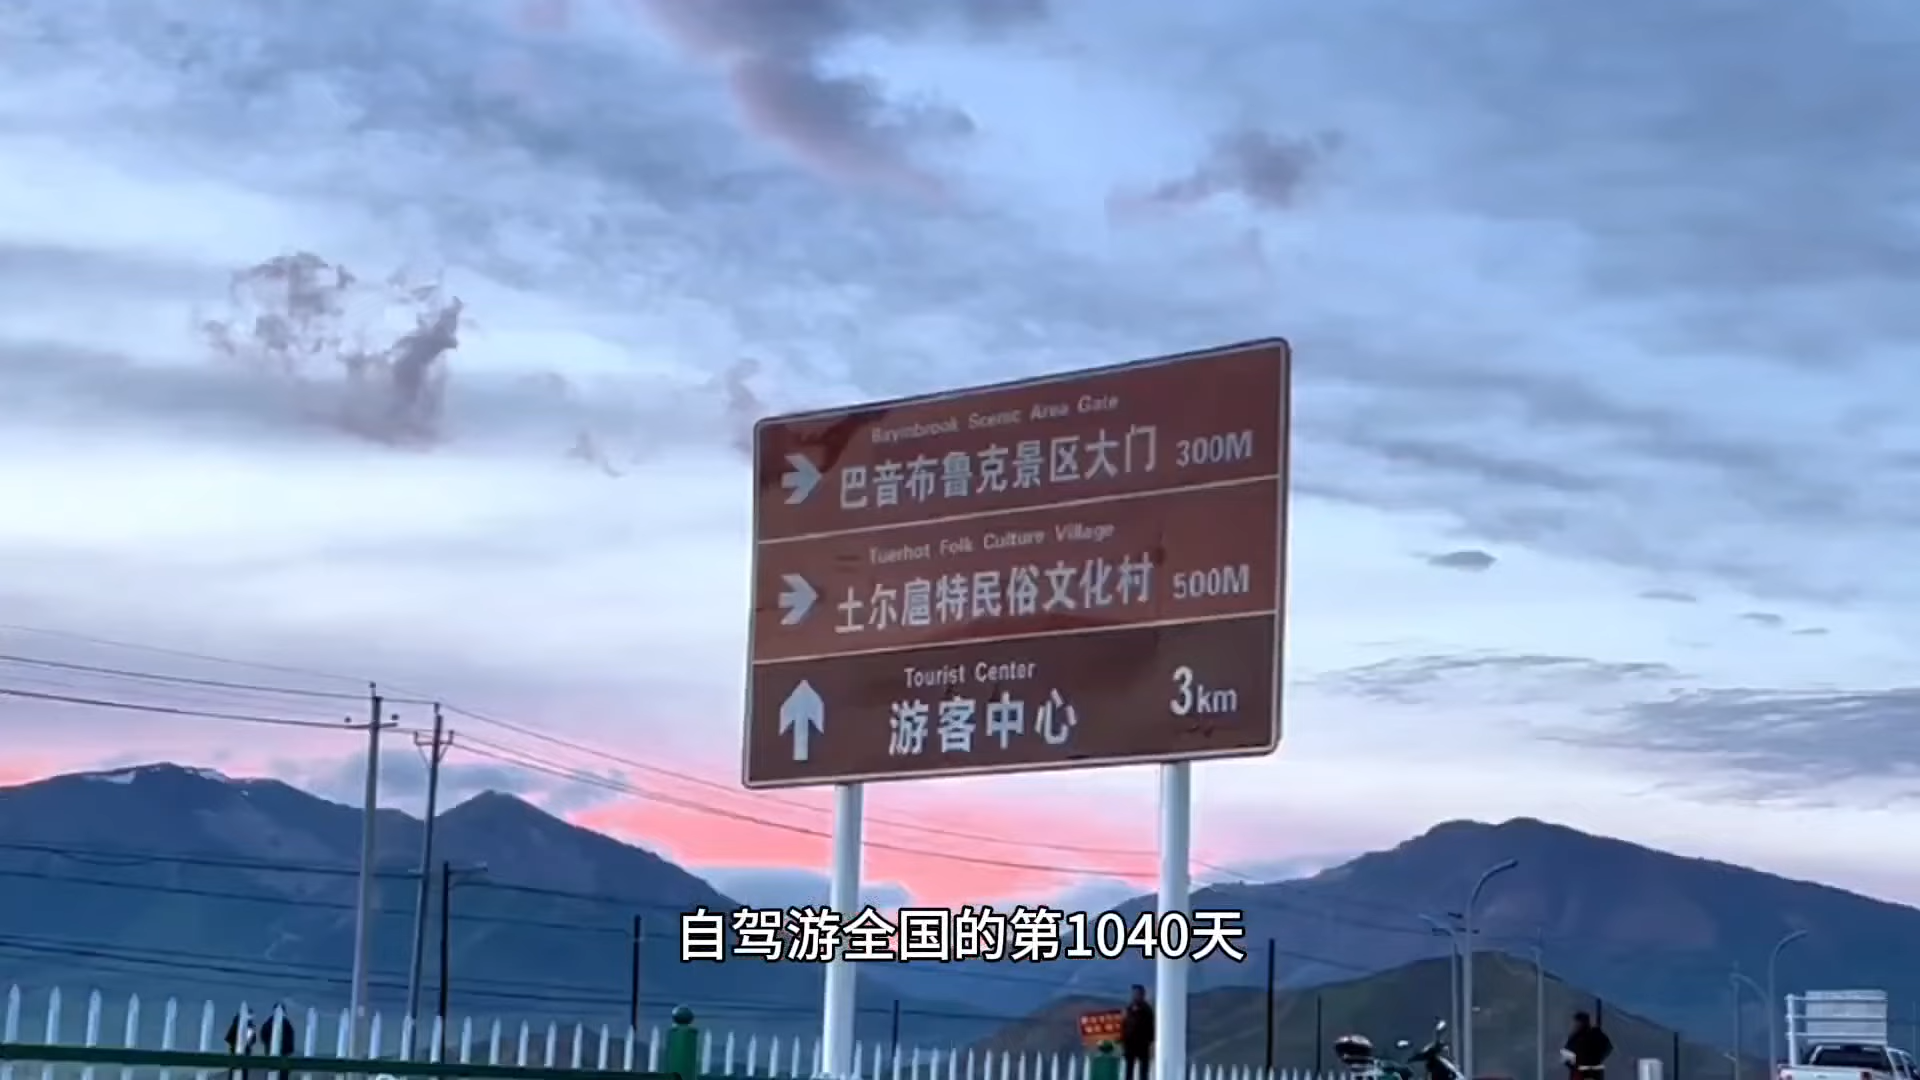 Bayinbrook Scenic Area Gate
巴音布鲁克景区大门 300M
Tuerhot Folk Culture Village
土尔扈特民俗文化村 500M
Tourist Center
游客中心 3km
自驾游全国的第1040天